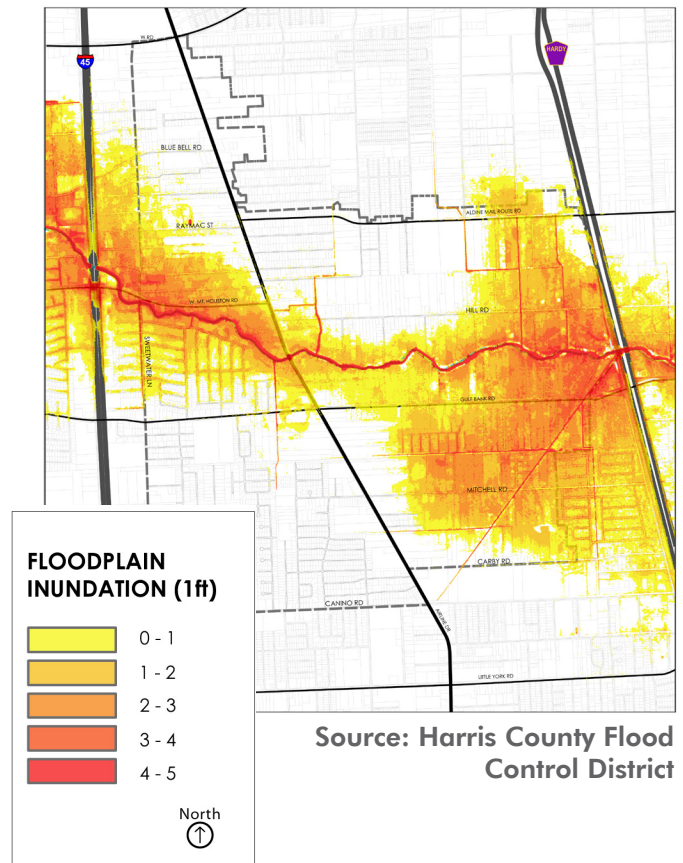 W RD
45
HARDY
BLUE BELL RD
ALDINE MAIL ROUTE RD
RAYMAC ST
W. MT. HOUSTON RD
HILL RD
SWEETWATER LN
GULF BANK RD
MITCHELL RD
CARBY RD
CANINO RD
AIRLINE DR
LITTLE YORK RD
FLOODPLAIN
INUNDATION (1ft)
0 - 1
1 - 2
2 - 3
3 - 4
4 - 5
North
Source: Harris County Flood
Control District